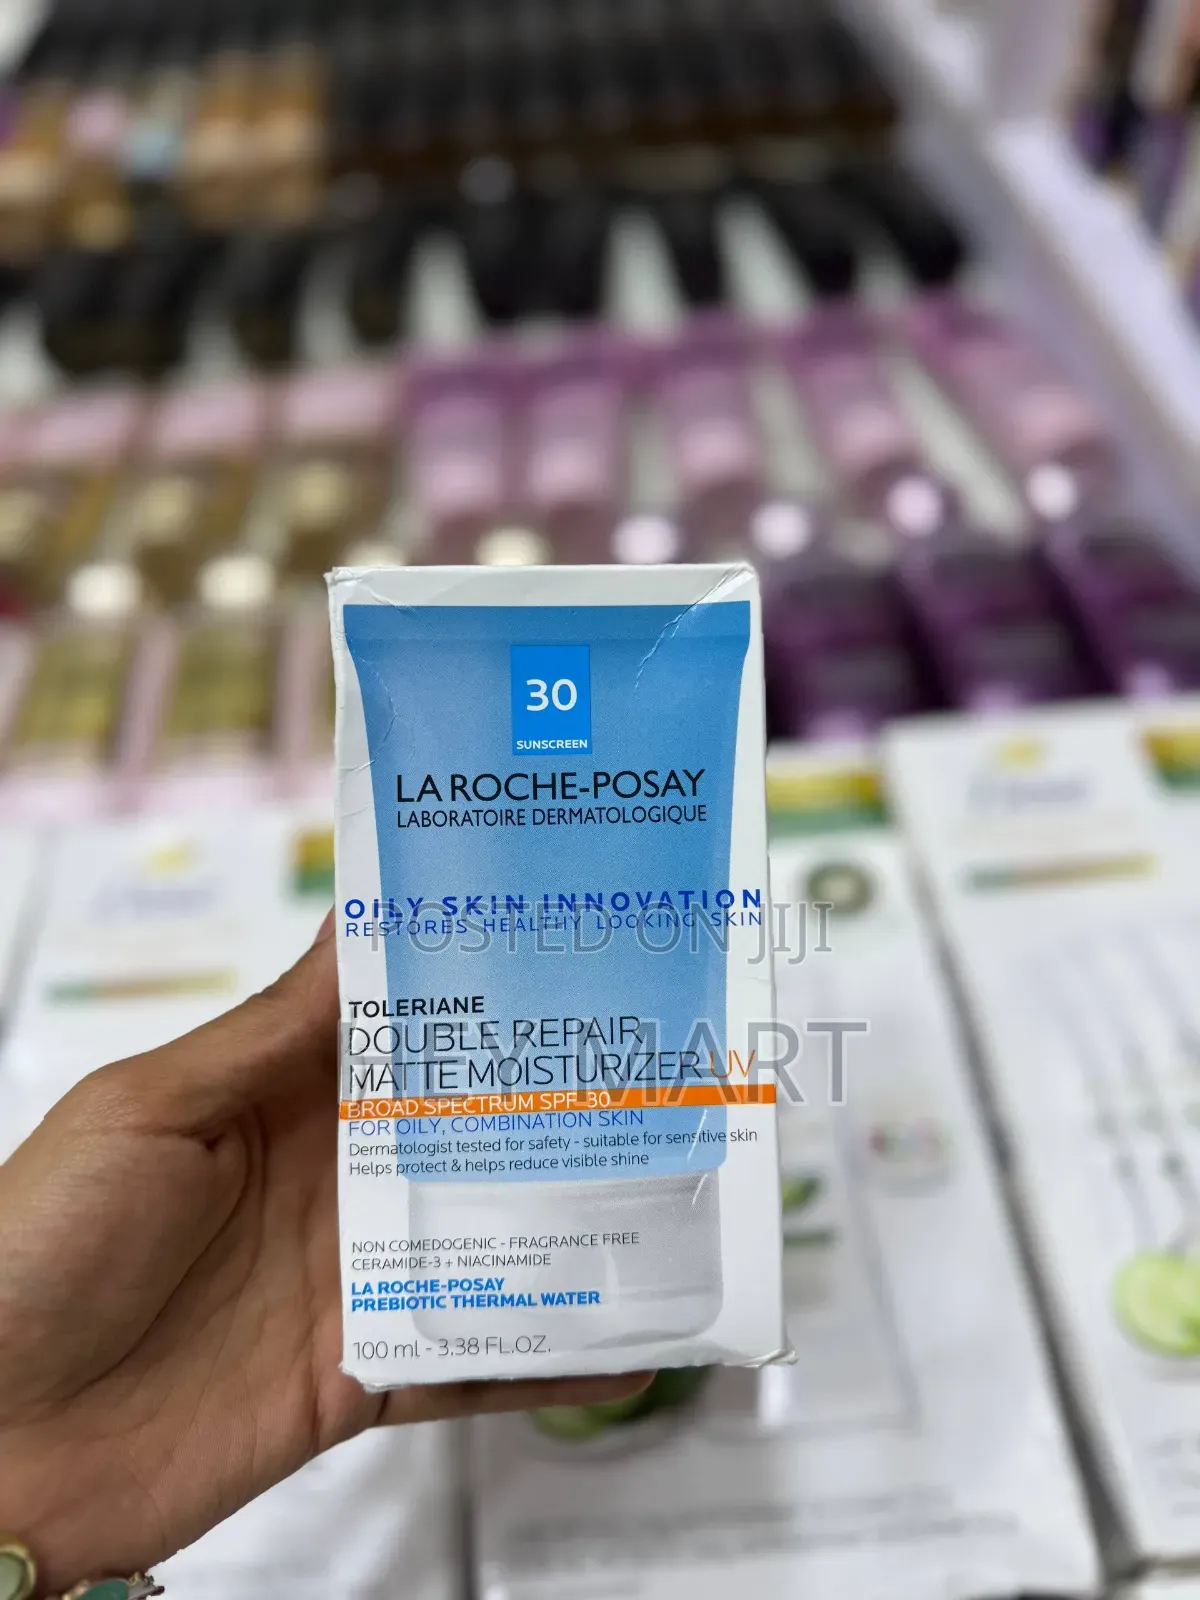 30
SUNSCREEN
LA ROCHE-POSAY
LABORATOIRE DERMATOLOGIQUE
OILY SKIN INNOVATION
RESTORES HEALTHY LOOKING SKIN
POSTED ON JIJI
TOLERIANE
DOUBLE REPAIR
MATTE MOISTURIZER UV
HEY MART
BROAD SPECTRUM SPF 30
FOR OILY, COMBINATION SKIN
Dermatologist tested for safety - suitable for sensitive skin
Helps protect & helps reduce visible shine
NON COMEDOGENIC - FRAGRANCE FREE
CERAMIDE-3 + NIACINAMIDE
LA ROCHE-POSAY
PREBIOTIC THERMAL WATER
100 ml - 3.38 FL.OZ.